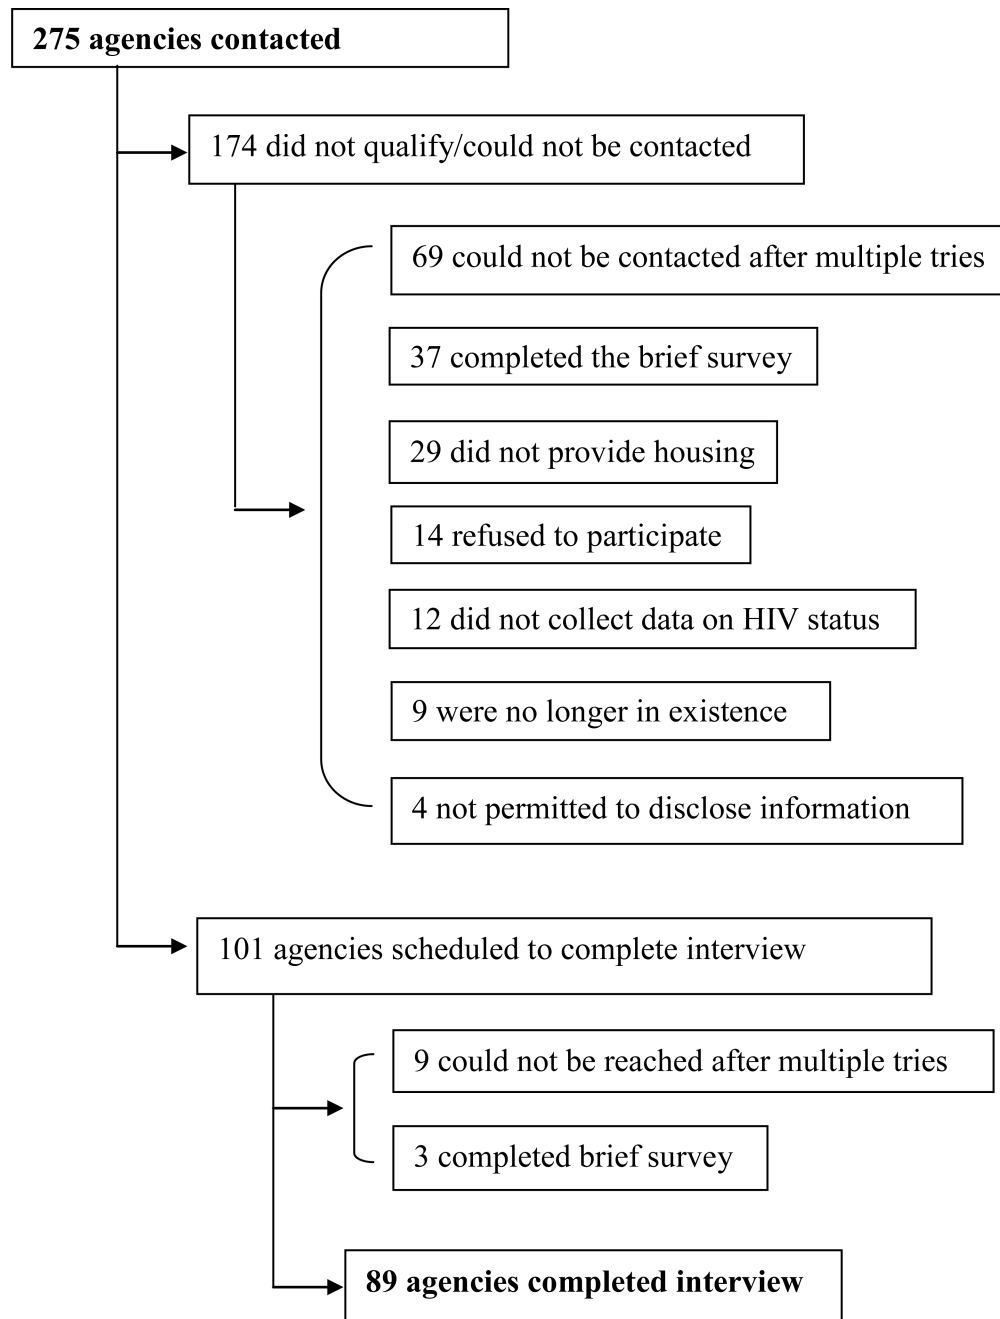 275 agencies contacted
174 did not qualify/could not be contacted
69 could not be contacted after multiple tries
37 completed the brief survey
29 did not provide housing
14 refused to participate
12 did not collect data on HIV status
9 were no longer in existence
4 not permitted to disclose information
101 agencies scheduled to complete interview
9 could not be reached after multiple tries
3 completed brief survey
89 agencies completed interview